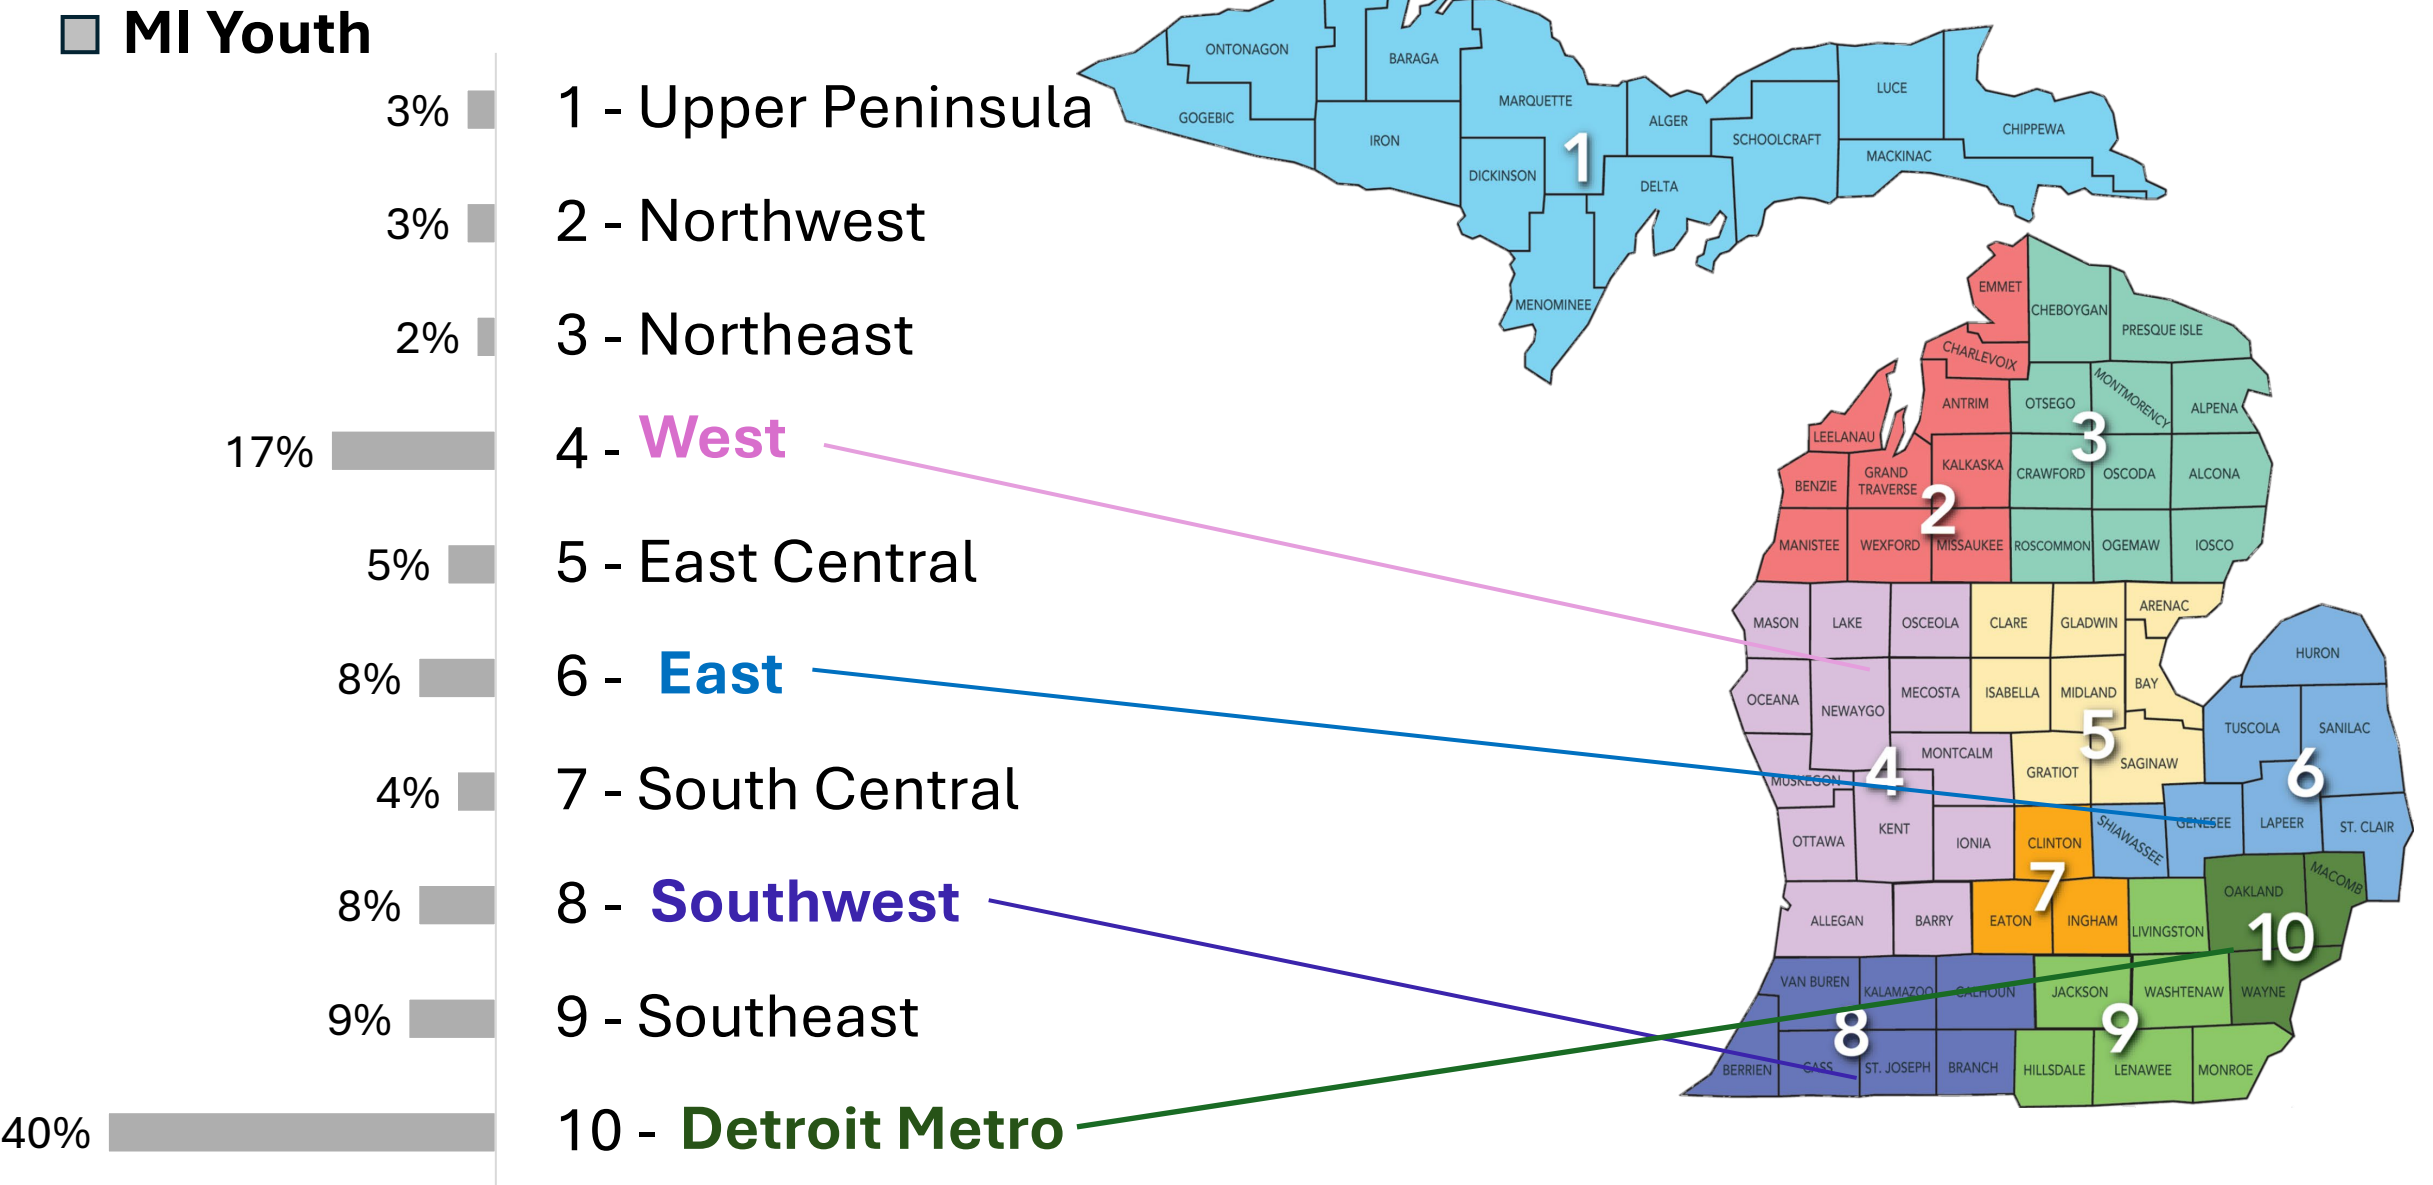 MI Youth
3%
1 - Upper Peninsula
3%
2 - Northwest
2%
3 - Northeast
17%
4 - West
5%
5 - East Central
8%
6 - East
4%
7 - South Central
8%
8 - Southwest
9%
9 - Southeast
40%
10 - Detroit Metro
ONTONAGON
BARAGA
GOGEBIC
IRON
MARQUETTE
DICKINSON
1
ALGER
DELTA
MENOMINEE
SCHOOLCRAFT
LUCE
MACKINAC
CHIPPEWA
EMMET
CHEBOYGAN
PRESQUE ISLE
CHARLEVOIX
ANTRIM
OTSEGO
MONTMORENCY
ALPENA
3
LEELANAU
BENZIE
GRAND
TRAVERSE
KALKASKA
CRAWFORD
OSCODA
ALCONA
2
MANISTEE
WEXFORD
MISSAUKEE
ROSCOMMON
OGEMAW
IOSCO
MASON
LAKE
OSCEOLA
CLARE
GLADWIN
ARENAC
HURON
OCEANA
NEWAYGO
MECOSTA
ISABELLA
MIDLAND
BAY
TUSCOLA
SANILAC
5
MONTCALM
GRATIOT
SAGINAW
6
MUSKEGON
4
OTTAWA
KENT
IONIA
CLINTON
SHIAWASSEE
GENESEE
LAPEER
ST. CLAIR
7
ALLEGAN
BARRY
EATON
INGHAM
LIVINGSTON
OAKLAND
MACOMB
10
VAN BUREN
KALAMAZOO
CALHOUN
JACKSON
WASHTENAW
WAYNE
8
9
BERRIEN
CASS
ST. JOSEPH
BRANCH
HILLSDALE
LENAWEE
MONROE